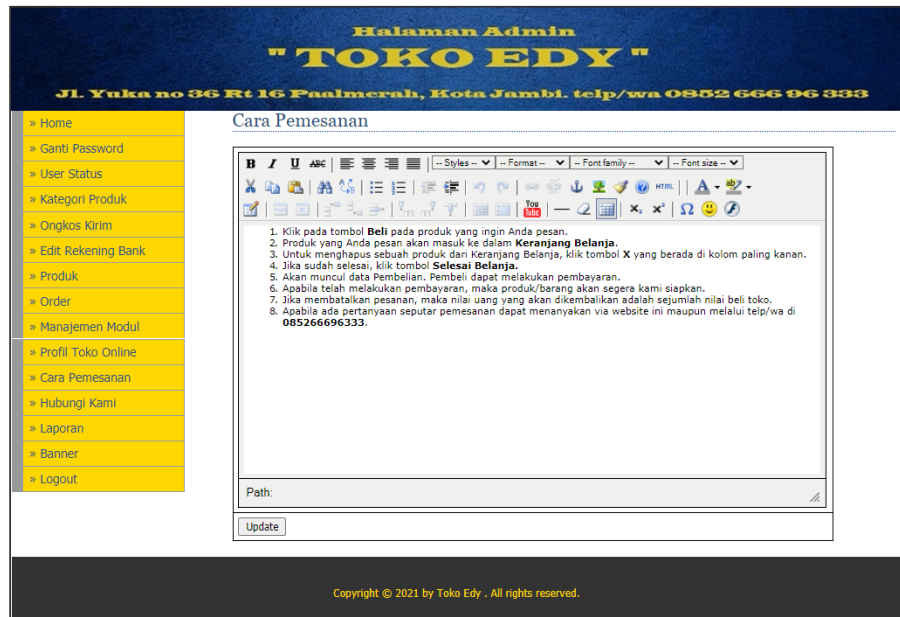 Halaman Admin
" TOKO EDY "
Jl. Yuka no 36 Rt 16 Paalmerah, Kota Jambi. telp/wa 0852 666 96 333
» Home
» Ganti Password
» User Status
» Kategori Produk
» Ongkos Kirim
» Edit Rekening Bank
» Produk
» Order
» Manajemen Modul
» Profil Toko Online
» Cara Pemesanan
» Hubungi Kami
» Laporan
» Banner
» Logout
Cara Pemesanan
B I U ABC -- Styles -- -- Format -- -- Font family -- -- Font size --
HTML A ab
You Tube x, x² Ω
1. Klik pada tombol Beli pada produk yang ingin Anda pesan.
2. Produk yang Anda pesan akan masuk ke dalam Keranjang Belanja.
3. Untuk menghapus sebuah produk dari Keranjang Belanja, klik tombol X yang berada di kolom paling kanan.
4. Jika sudah selesai, klik tombol Selesai Belanja.
5. Akan muncul data Pembelian. Pembeli dapat melakukan pembayaran.
6. Apabila telah melakukan pembayaran, maka produk/barang akan segera kami siapkan.
7. Jika membatalkan pesanan, maka nilai uang yang akan dikembalikan adalah sejumlah nilai beli toko.
8. Apabila ada pertanyaan seputar pemesanan dapat menanyakan via website ini maupun melalui telp/wa di
085266696333.
Path:
Update
Copyright © 2021 by Toko Edy . All rights reserved.